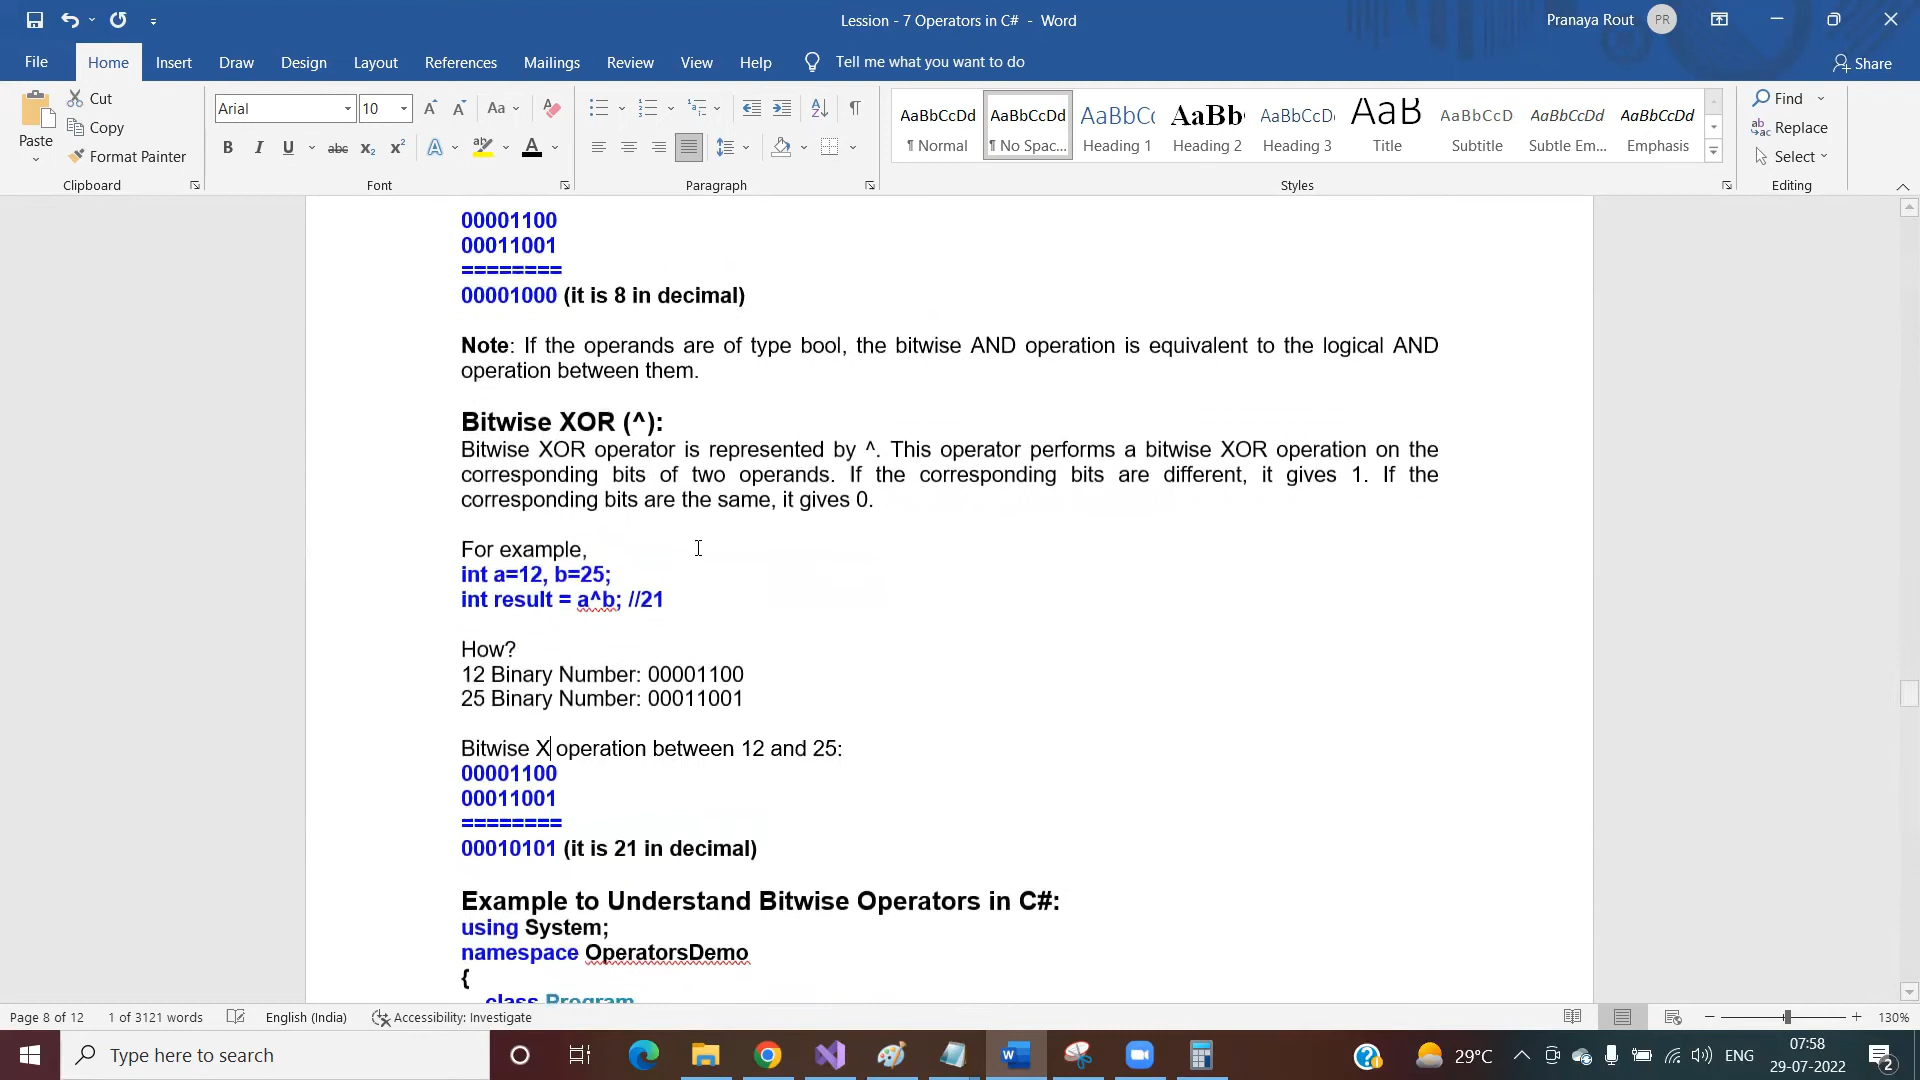 Lession - 7 Operators in C# - Word
Pranaya Rout
PR
File
Home
Insert
Draw
Design
Layout
References
Mailings
Review
View
Help
Tell me what you want to do
Share
Paste
Cut
Copy
Format Painter
Clipboard
Arial
10
Aa
B I U abc x₂ x² A A
Font
Paragraph
AaBbCcDd
¶ Normal
AaBbCcDd
¶ No Spac...
AaBbCc
Heading 1
AaBb
Heading 2
AaBbCcDc
Heading 3
AaB
Title
AaBbCcD
Subtitle
AaBbCcDd
Subtle Em...
AaBbCcDd
Emphasis
Styles
Find
Replace
Select
Editing
00001100
00011001
========
00001000 (it is 8 in decimal)
Note: If the operands are of type bool, the bitwise AND operation is equivalent to the logical AND
operation between them.
Bitwise XOR (^):
Bitwise XOR operator is represented by ^. This operator performs a bitwise XOR operation on the
corresponding bits of two operands. If the corresponding bits are different, it gives 1. If the
corresponding bits are the same, it gives 0.
For example,
int a=12, b=25;
int result = a^b; //21
How?
12 Binary Number: 00001100
25 Binary Number: 00011001
Bitwise X operation between 12 and 25:
00001100
00011001
========
00010101 (it is 21 in decimal)
Example to Understand Bitwise Operators in C#:
using System;
namespace OperatorsDemo
{
class Program
Page 8 of 12
1 of 3121 words
English (India)
Accessibility: Investigate
130%
Type here to search
29°C
ENG
07:58
29-07-2022
2